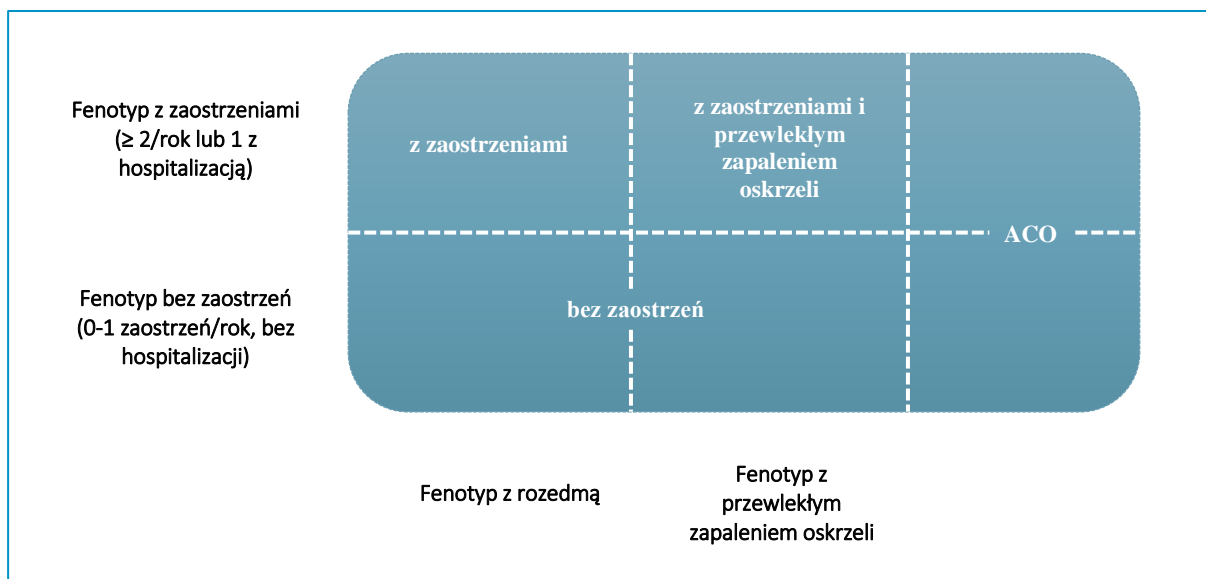 Fenotyp z zaostrzeniami
(≥ 2/rok lub 1 z
hospitalizacją)
z zaostrzeniami
z zaostrzeniami i
przewlekłym
zapaleniem
oskrzeli
ACO
Fenotyp bez zaostrzeń
(0-1 zaostrzeń/rok, bez
hospitalizacji)
bez zaostrzeń
Fenotyp z rozedmą
Fenotyp z
przewlekłym
zapaleniem oskrzeli